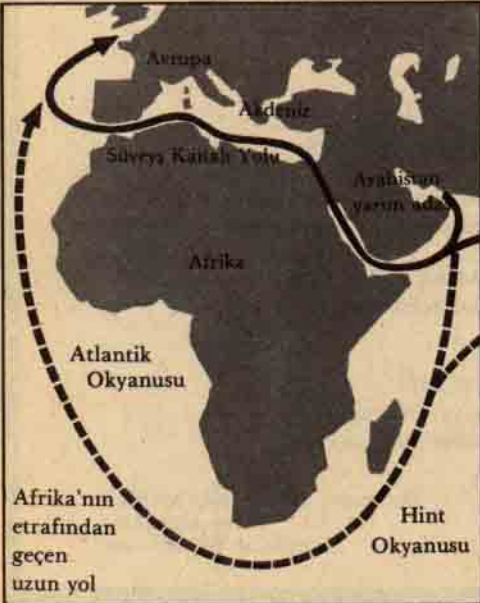 Avrupa
Akdeniz
Süveyş Kanalı Yolu
Arabistan
yarım adası
Afrika
Atlantik
Okyanusu
Afrika'nın
etrafından
geçen
uzun yol
Hint
Okyanusu